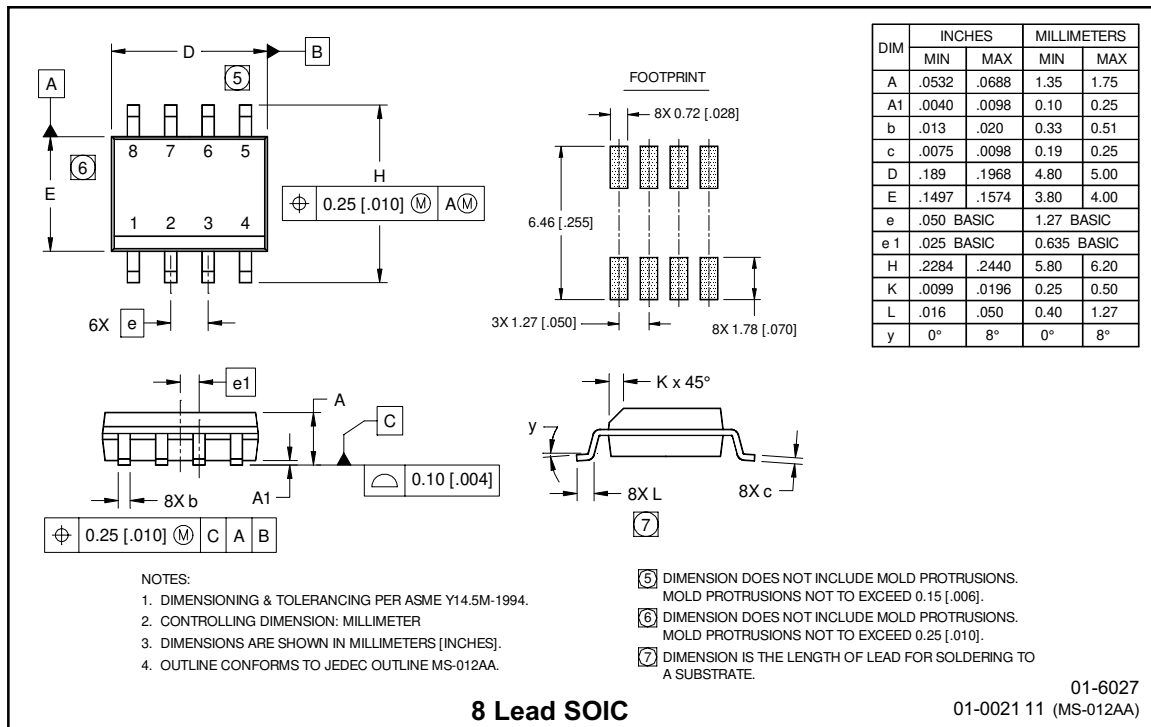 D
B
5
A
8 7 6 5
6
E
H
⌖ 0.25 [.010] Ⓜ AⓂ
1 2 3 4
6X e
FOOTPRINT
8X 0.72 [.028]
6.46 [.255]
3X 1.27 [.050]
8X 1.78 [.070]
DIM INCHES MILLIMETERS
MIN MAX MIN MAX
A .0532 .0688 1.35 1.75
A1 .0040 .0098 0.10 0.25
b .013 .020 0.33 0.51
c .0075 .0098 0.19 0.25
D .189 .1968 4.80 5.00
E .1497 .1574 3.80 4.00
e .050 BASIC 1.27 BASIC
e 1 .025 BASIC 0.635 BASIC
H .2284 .2440 5.80 6.20
K .0099 .0196 0.25 0.50
L .016 .050 0.40 1.27
y 0° 8° 0° 8°
e1
A
C
⌓ 0.10 [.004]
A1
8X b
⌖ 0.25 [.010] Ⓜ C A B
K x 45°
y
8X L
7
8X c
NOTES:
1. DIMENSIONING & TOLERANCING PER ASME Y14.5M-1994.
2. CONTROLLING DIMENSION: MILLIMETER
3. DIMENSIONS ARE SHOWN IN MILLIMETERS [INCHES].
4. OUTLINE CONFORMS TO JEDEC OUTLINE MS-012AA.
5 DIMENSION DOES NOT INCLUDE MOLD PROTRUSIONS.
MOLD PROTRUSIONS NOT TO EXCEED 0.15 [.006].
6 DIMENSION DOES NOT INCLUDE MOLD PROTRUSIONS.
MOLD PROTRUSIONS NOT TO EXCEED 0.25 [.010].
7 DIMENSION IS THE LENGTH OF LEAD FOR SOLDERING TO
A SUBSTRATE.
8 Lead SOIC
01-6027
01-0021 11 (MS-012AA)